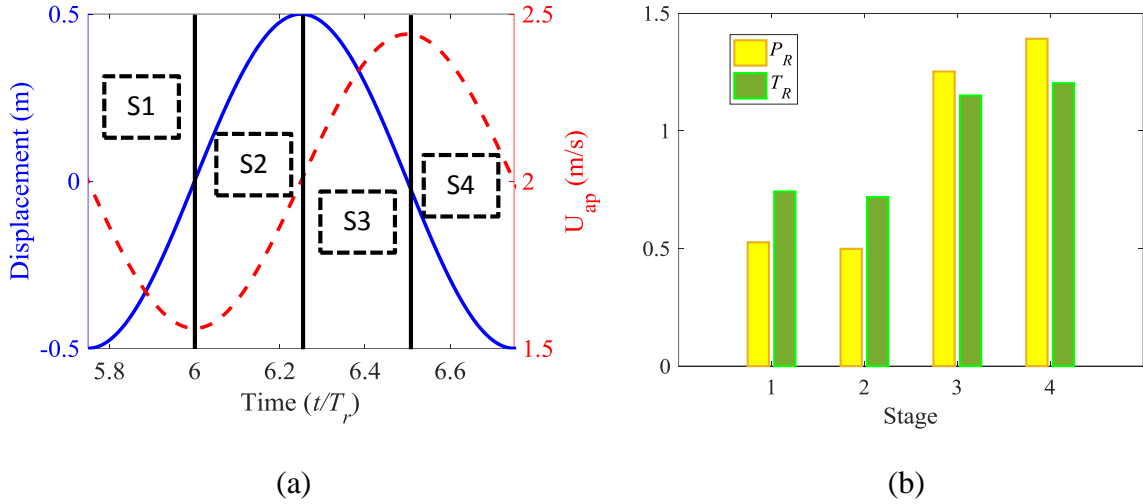 0.5
0
-0.5
Displacement (m)
S1
S2
S3
S4
2.5
2
1.5
U_ap (m/s)
5.8 6 6.2 6.4 6.6
Time (t/T_r)
(a)
1.5
1
0.5
0
P_R
T_R
1 2 3 4
Stage
(b)